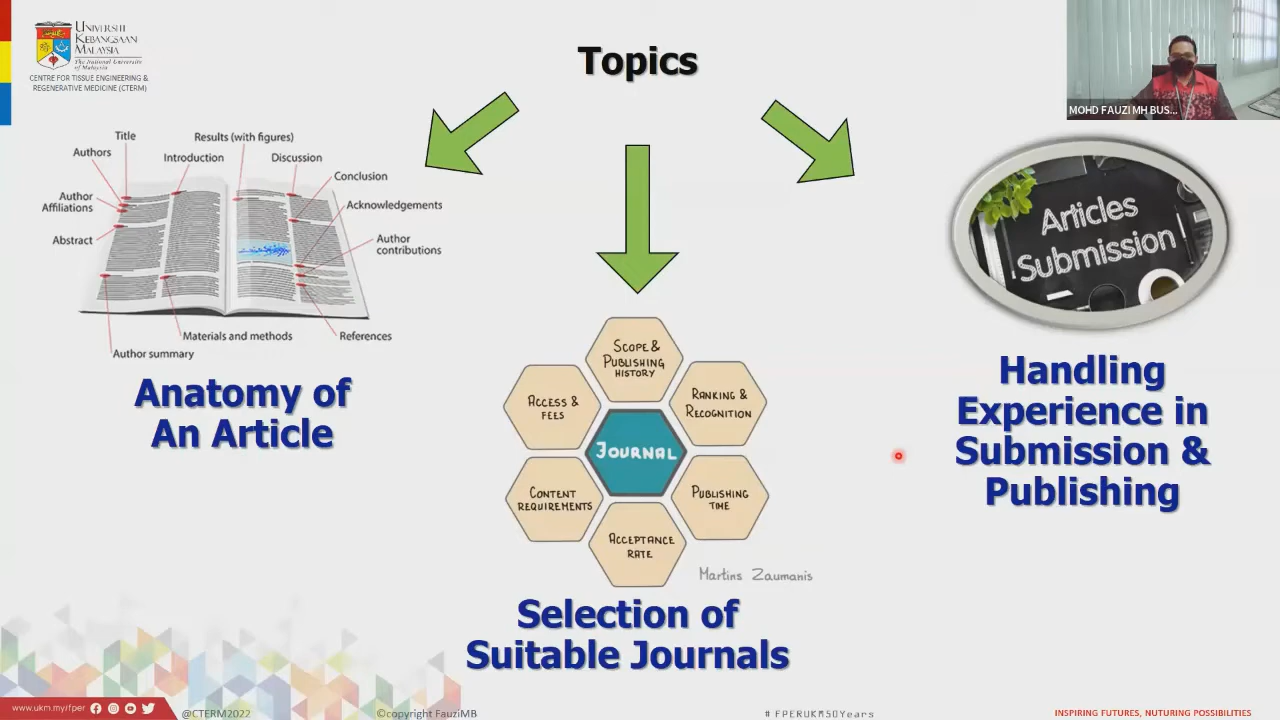 UNIVERSITI
KEBANGSAAN
MALAYSIA
The National University
of Malaysia
CENTRE FOR TISSUE ENGINEERING &
REGENERATIVE MEDICINE (CTERM)
Topics
MOHD FAUZI MH BUS...
Title
Results (with figures)
Authors
Introduction
Discussion
Conclusion
Author
Affiliations
Acknowledgements
Abstract
Author
contributions
Materials and methods
References
Author summary
Anatomy of
An Article
SCOPE &
PUBLISHING
HISTORY
ACCESS &
FEES
RANKING &
RECOGNITION
JOURNAL
CONTENT
REQUIREMENTS
PUBLISHING
TIME
ACCEPTANCE
RATE
Martins Zaumanis
Selection of
Suitable Journals
Articles
Submission
Handling
Experience in
Submission &
Publishing
www.ukm.my/fper
@CTERM2022
©copyright FauziMB
#FPERUKM50Years
INSPIRING FUTURES, NUTURING POSSIBILITIES